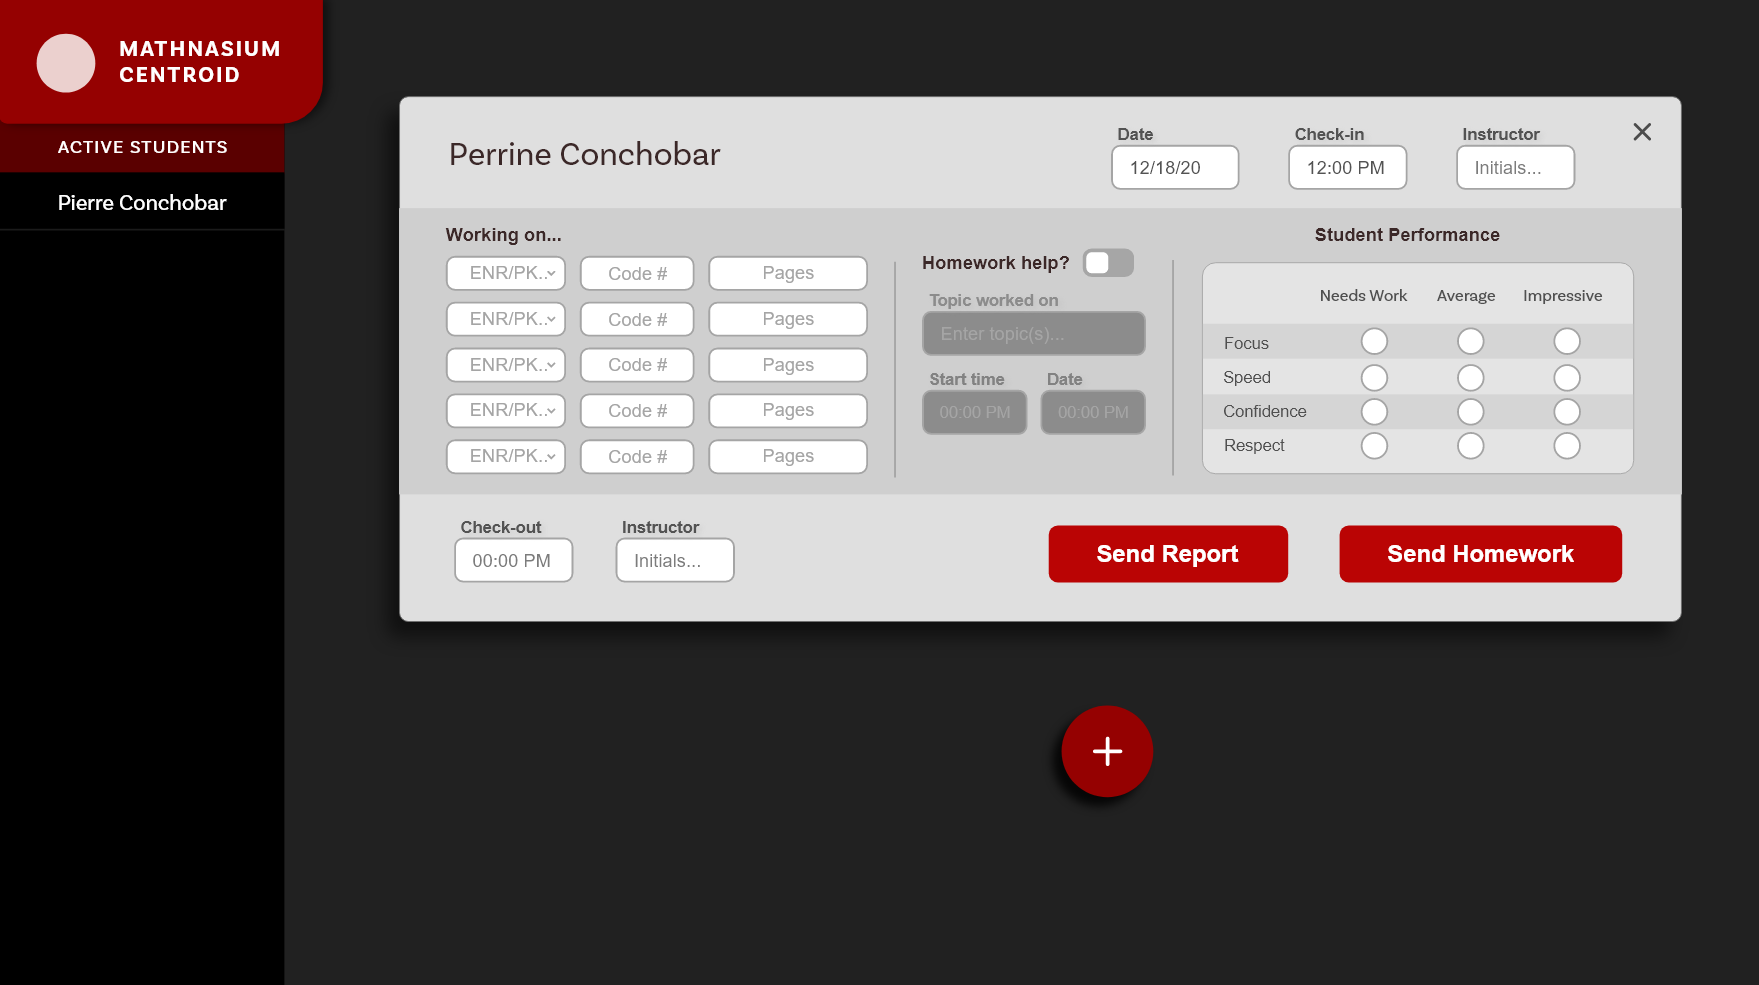 MATHNASIUM
CENTROID
ACTIVE STUDENTS
Pierre Conchobar
Perrine Conchobar
Date Check-in Instructor
12/18/20 12:00 PM Initials...
Working on...
ENR/PK... Code # Pages
ENR/PK... Code # Pages
ENR/PK... Code # Pages
ENR/PK... Code # Pages
ENR/PK... Code # Pages
Homework help?
Topic worked on
Enter topic(s)...
Start time Date
00:00 PM 00:00 PM
Student Performance
Needs Work Average Impressive
Focus
Speed
Confidence
Respect
Check-out Instructor
00:00 PM Initials...
Send Report Send Homework